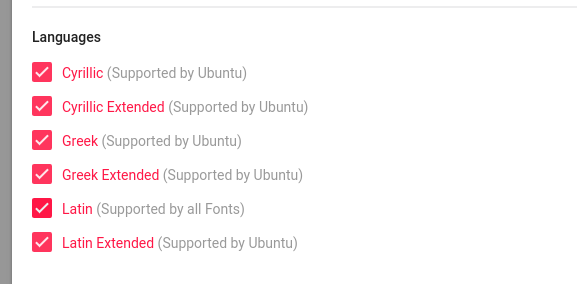 Languages
Cyrillic (Supported by Ubuntu)
Cyrillic Extended (Supported by Ubuntu)
Greek (Supported by Ubuntu)
Greek Extended (Supported by Ubuntu)
Latin (Supported by all Fonts)
Latin Extended (Supported by Ubuntu)